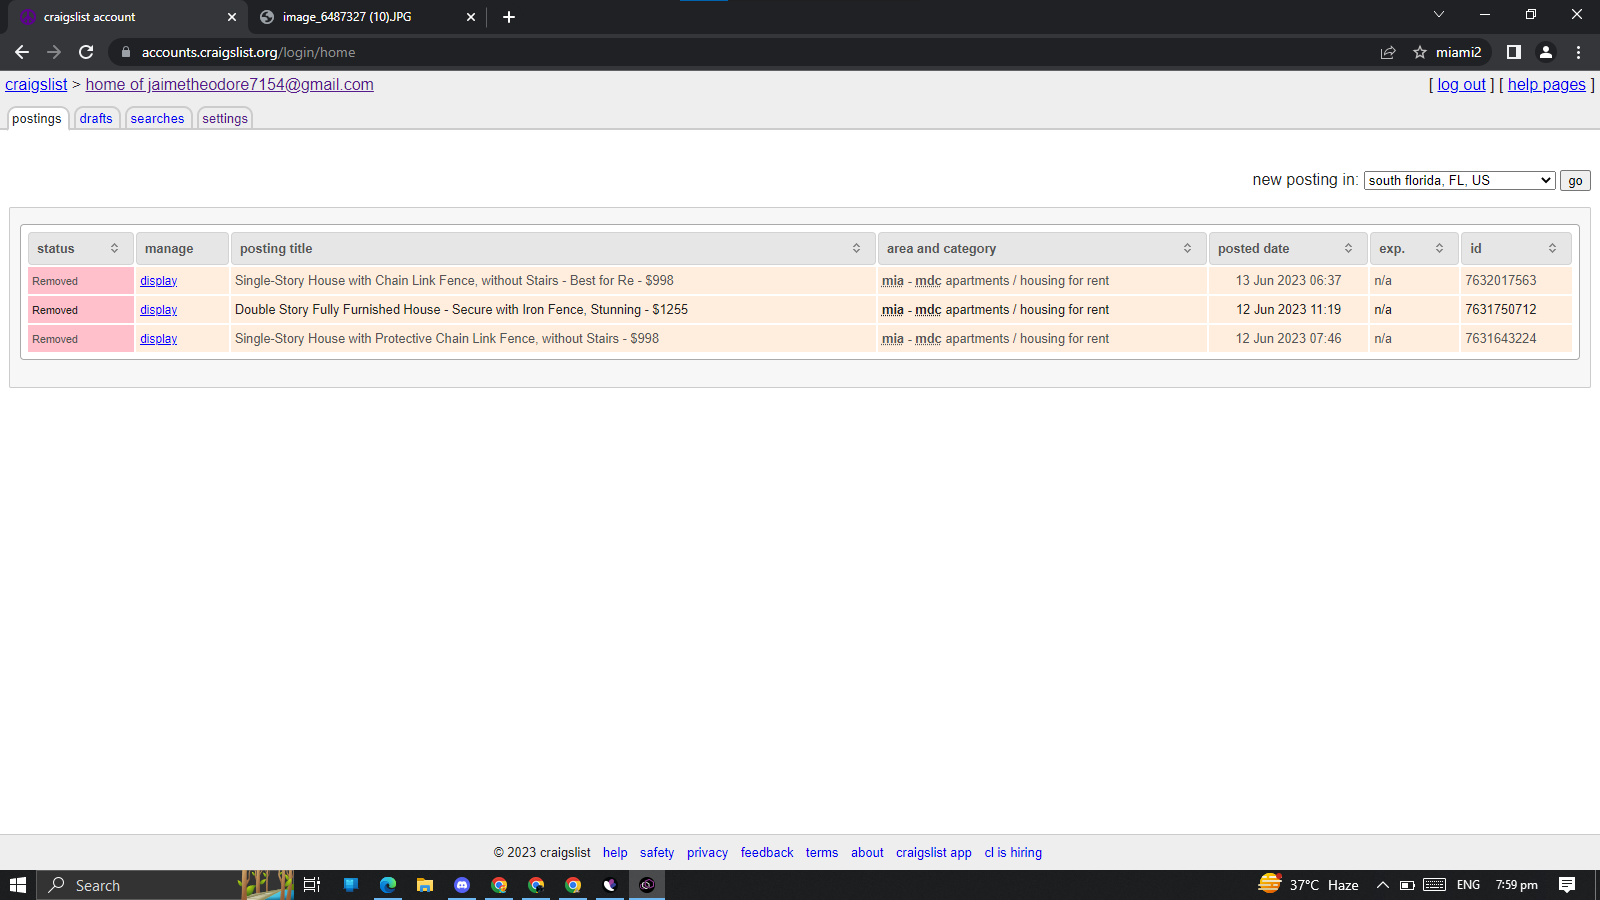 craigslist account
image_6487327 (10).JPG
accounts.craigslist.org/login/home
miami2
craigslist > home of jaimetheodore7154@gmail.com
[ log out ] [ help pages ]
postings drafts searches settings
new posting in: south florida, FL, US go
status manage posting title area and category posted date exp. id
Removed display Single-Story House with Chain Link Fence, without Stairs - Best for Re - $998 mia - mdc apartments / housing for rent 13 Jun 2023 06:37 n/a 7632017563
Removed display Double Story Fully Furnished House - Secure with Iron Fence, Stunning - $1255 mia - mdc apartments / housing for rent 12 Jun 2023 11:19 n/a 7631750712
Removed display Single-Story House with Protective Chain Link Fence, without Stairs - $998 mia - mdc apartments / housing for rent 12 Jun 2023 07:46 n/a 7631643224
© 2023 craigslist help safety privacy feedback terms about craigslist app cl is hiring
Search 37°C Haze ENG 7:59 pm